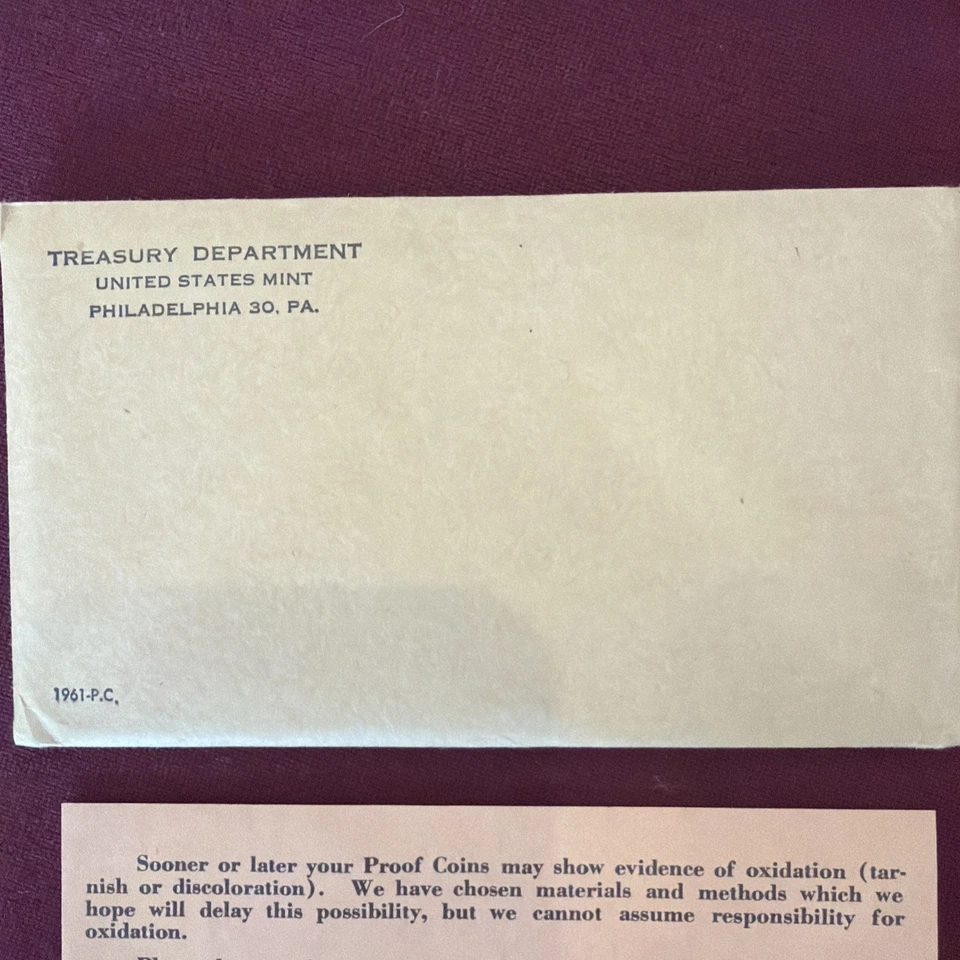 TREASURY DEPARTMENT
UNITED STATES MINT
PHILADELPHIA 30, PA.
1961-P.C.
Sooner or later your Proof Coins may show evidence of oxidation (tar-
nish or discoloration). We have chosen materials and methods which we
hope will delay this possibility, but we cannot assume responsibility for
oxidation.